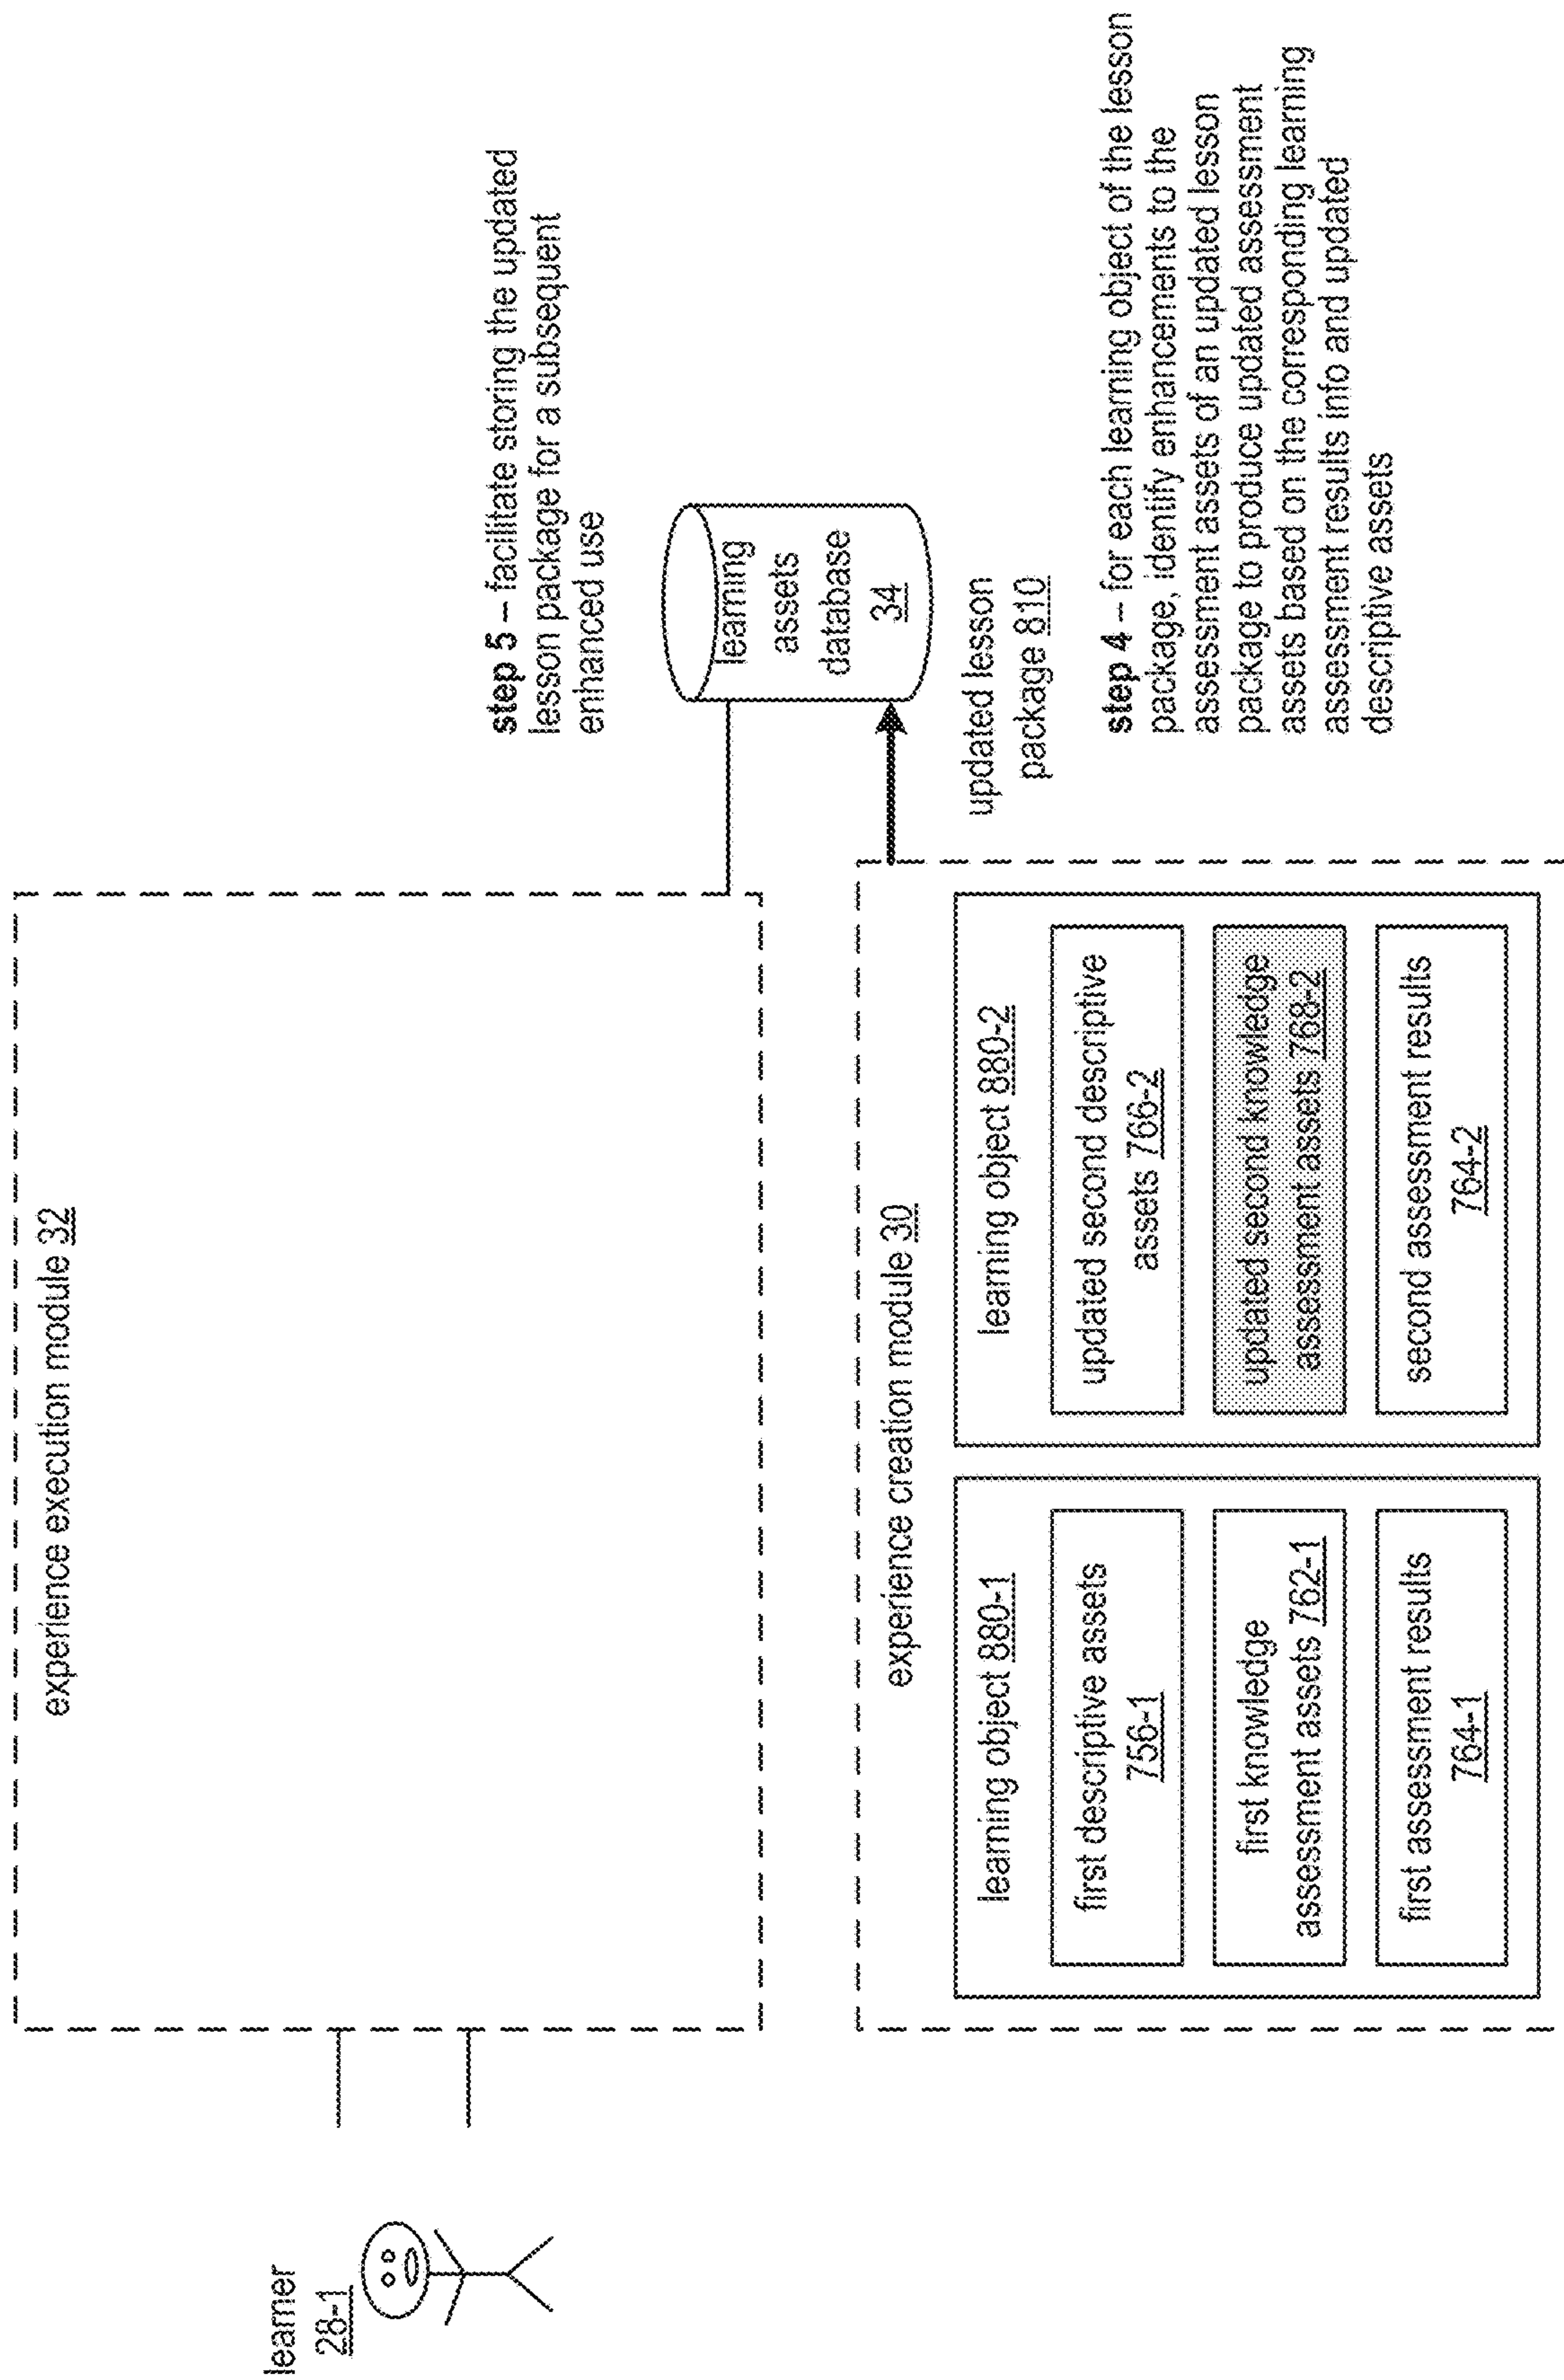 experience execution module 32
learner
28-1
step 5 – facilitate storing the updated
lesson package for a subsequent
enhanced use
learning
assets
database
34
experience creation module 30
learning object 880-1
first descriptive assets
756-1
first knowledge
assessment assets 762-1
first assessment results
764-1
learning object 880-2
updated second descriptive
assets 766-2
updated second knowledge
assessment assets 768-2
second assessment results
764-2
updated lesson
package 810
step 4 – for each learning object of the lesson
package, identify enhancements to the
assessment assets of an updated lesson
package to produce updated assessment
assets based on the corresponding learning
assessment results info and updated
descriptive assets